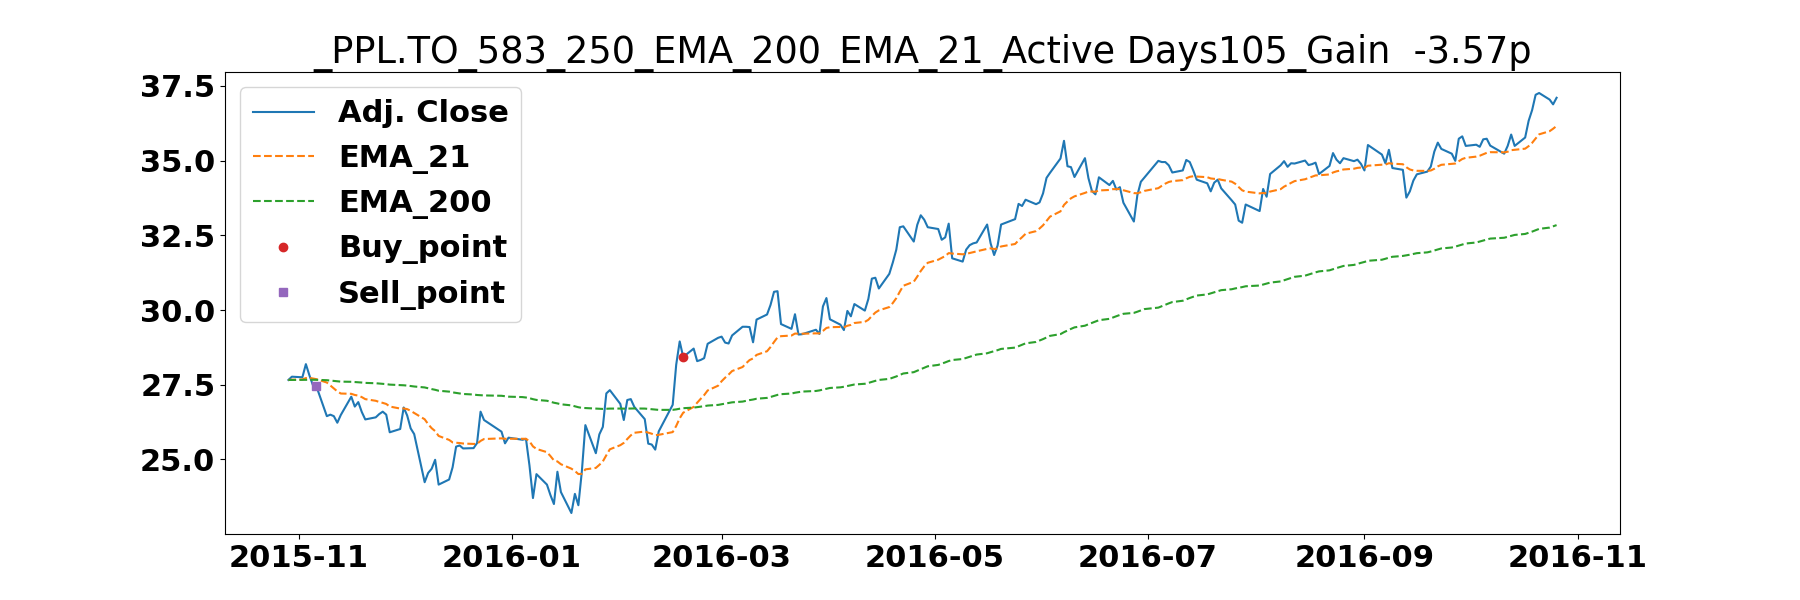 _PPL.TO_583_250_EMA_200_EMA_21_Active Days105_Gain  -3.57p
37.5
35.0
32.5
30.0
27.5
25.0
Adj. Close
EMA_21
EMA_200
Buy_point
Sell_point
2015-11 2016-01 2016-03 2016-05 2016-07 2016-09 2016-11